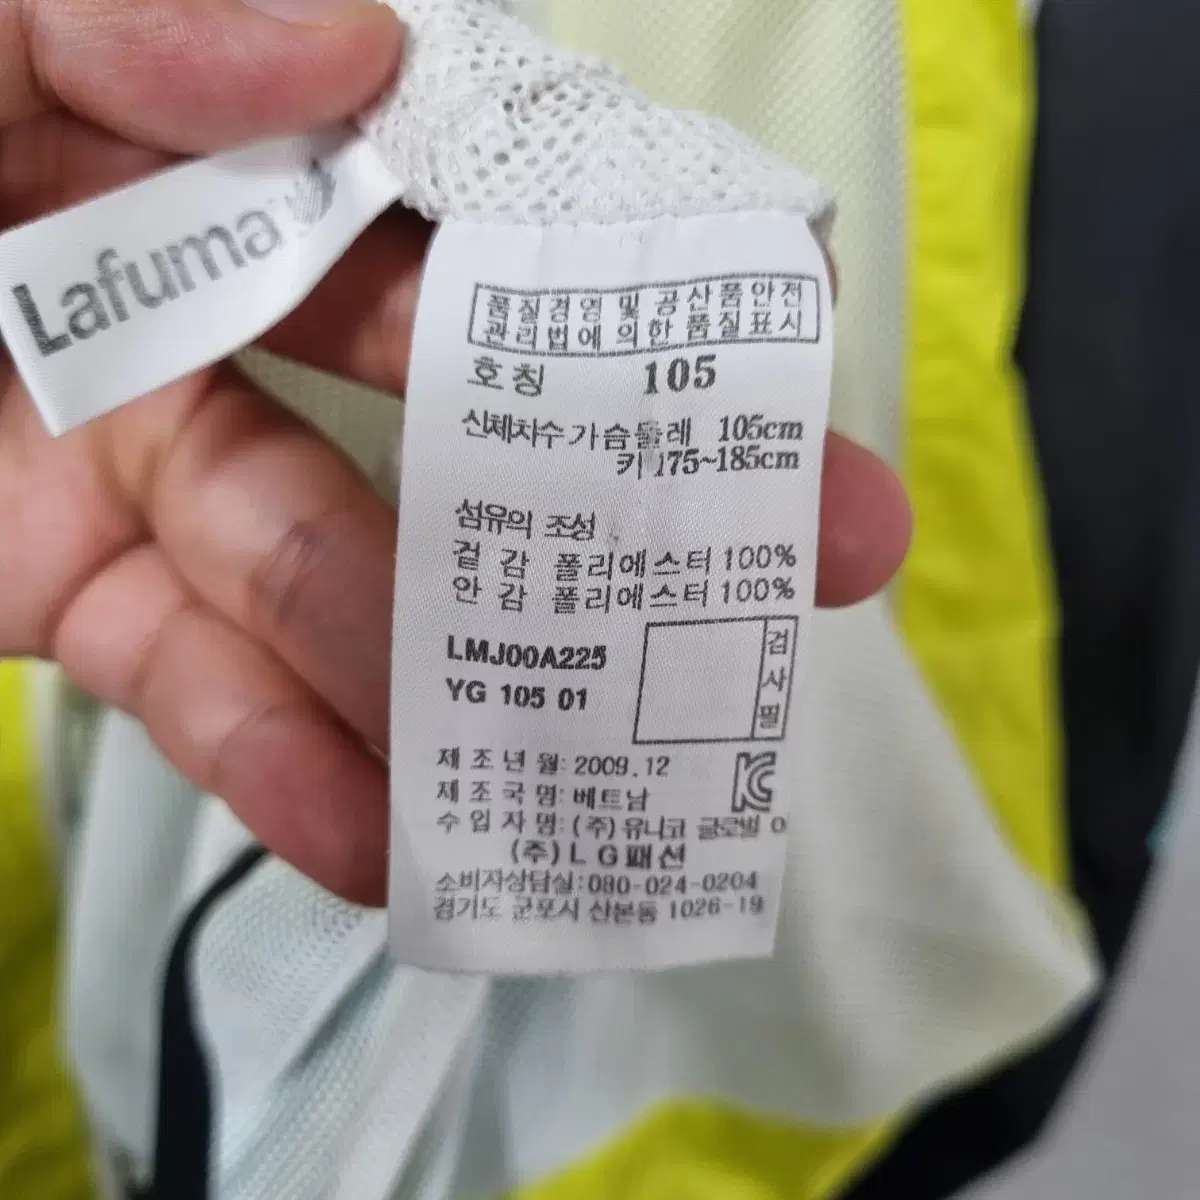 Lafuma
품질경영 및 공산품안전
관리법에 의한 품질표시
호칭 105
신체치수 가슴둘레 105cm
키 175~185cm
섬유의 조성
겉감 폴리에스터 100%
안감 폴리에스터 100%
LMJ00A225
YG 105 01
검사필
제조년월: 2009.12
제조국명: 베트남
수입자명: (주)유니코 글로벌 이
(주)LG패션
소비자상담실:080-024-0204
경기도 군포시 산본동 1026-19